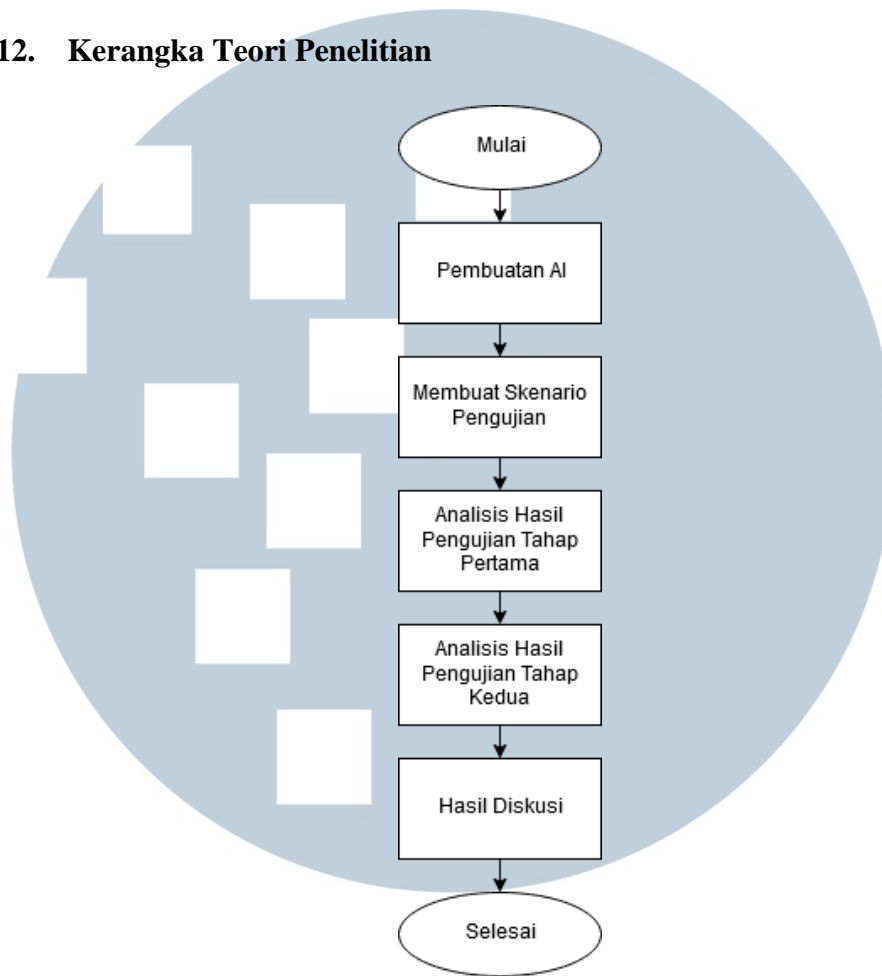 12. Kerangka Teori Penelitian
Mulai
Pembuatan AI
Membuat Skenario
Pengujian
Analisis Hasil
Pengujian Tahap
Pertama
Analisis Hasil
Pengujian Tahap
Kedua
Hasil Diskusi
Selesai